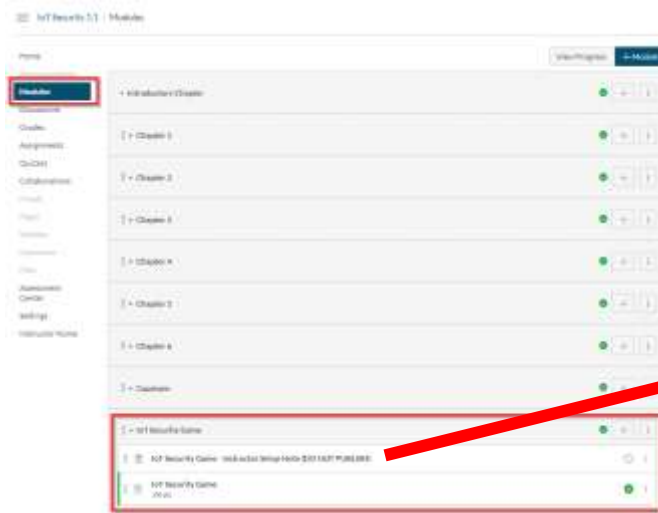 IoT Security 1.1 Modules
Home
View Progress + Module
Modules
Introductory Chapter
Discussions
Grades
Chapter 1
Assignments
Quizzes
Collaborations
Chapter 2
Chapter 3
Chapter 4
Assessment
Center
Chapter 5
Settings
Instructor Home
Chapter 6
Capstone
IoT Security Game
IoT Security Game - Instructor Setup Note DO NOT PUBLISH
IoT Security Game